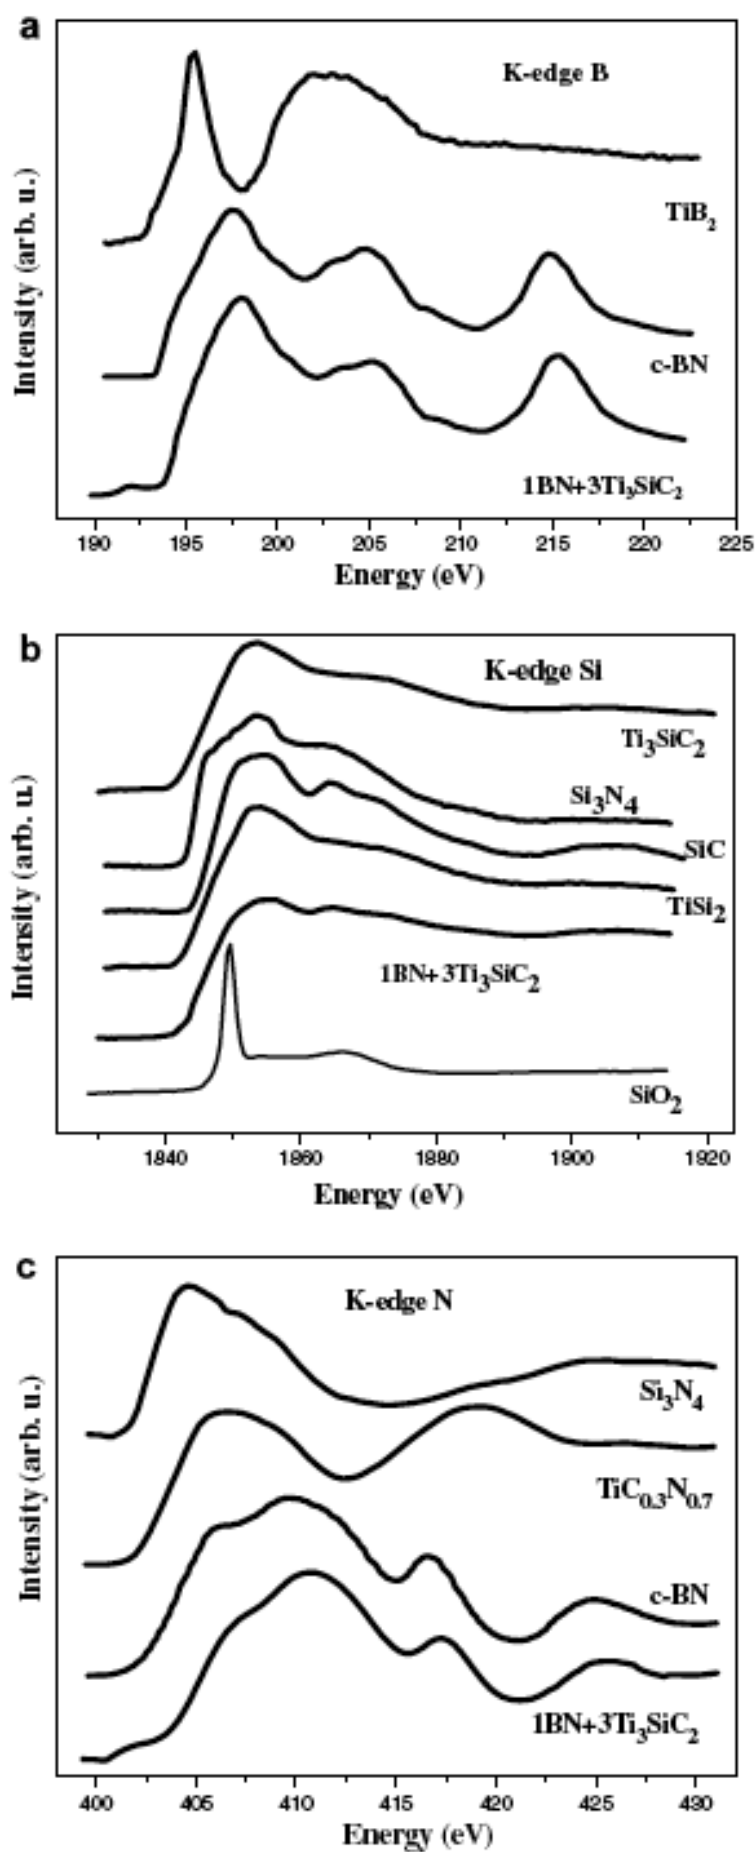 a
K-edge B
TiB₂
c-BN
1BN+3Ti₃SiC₂
Intensity (arb. u.)
190 195 200 205 210 215 220 225
Energy (eV)
b
K-edge Si
Ti₃SiC₂
Si₃N₄
SiC
TiSi₂
1BN+3Ti₃SiC₂
SiO₂
Intensity (arb. u.)
1840 1860 1880 1900 1920
Energy (eV)
c
K-edge N
Si₃N₄
TiC₀.₃N₀.₇
c-BN
1BN+3Ti₃SiC₂
Intensity (arb. u.)
400 405 410 415 420 425 430
Energy (eV)